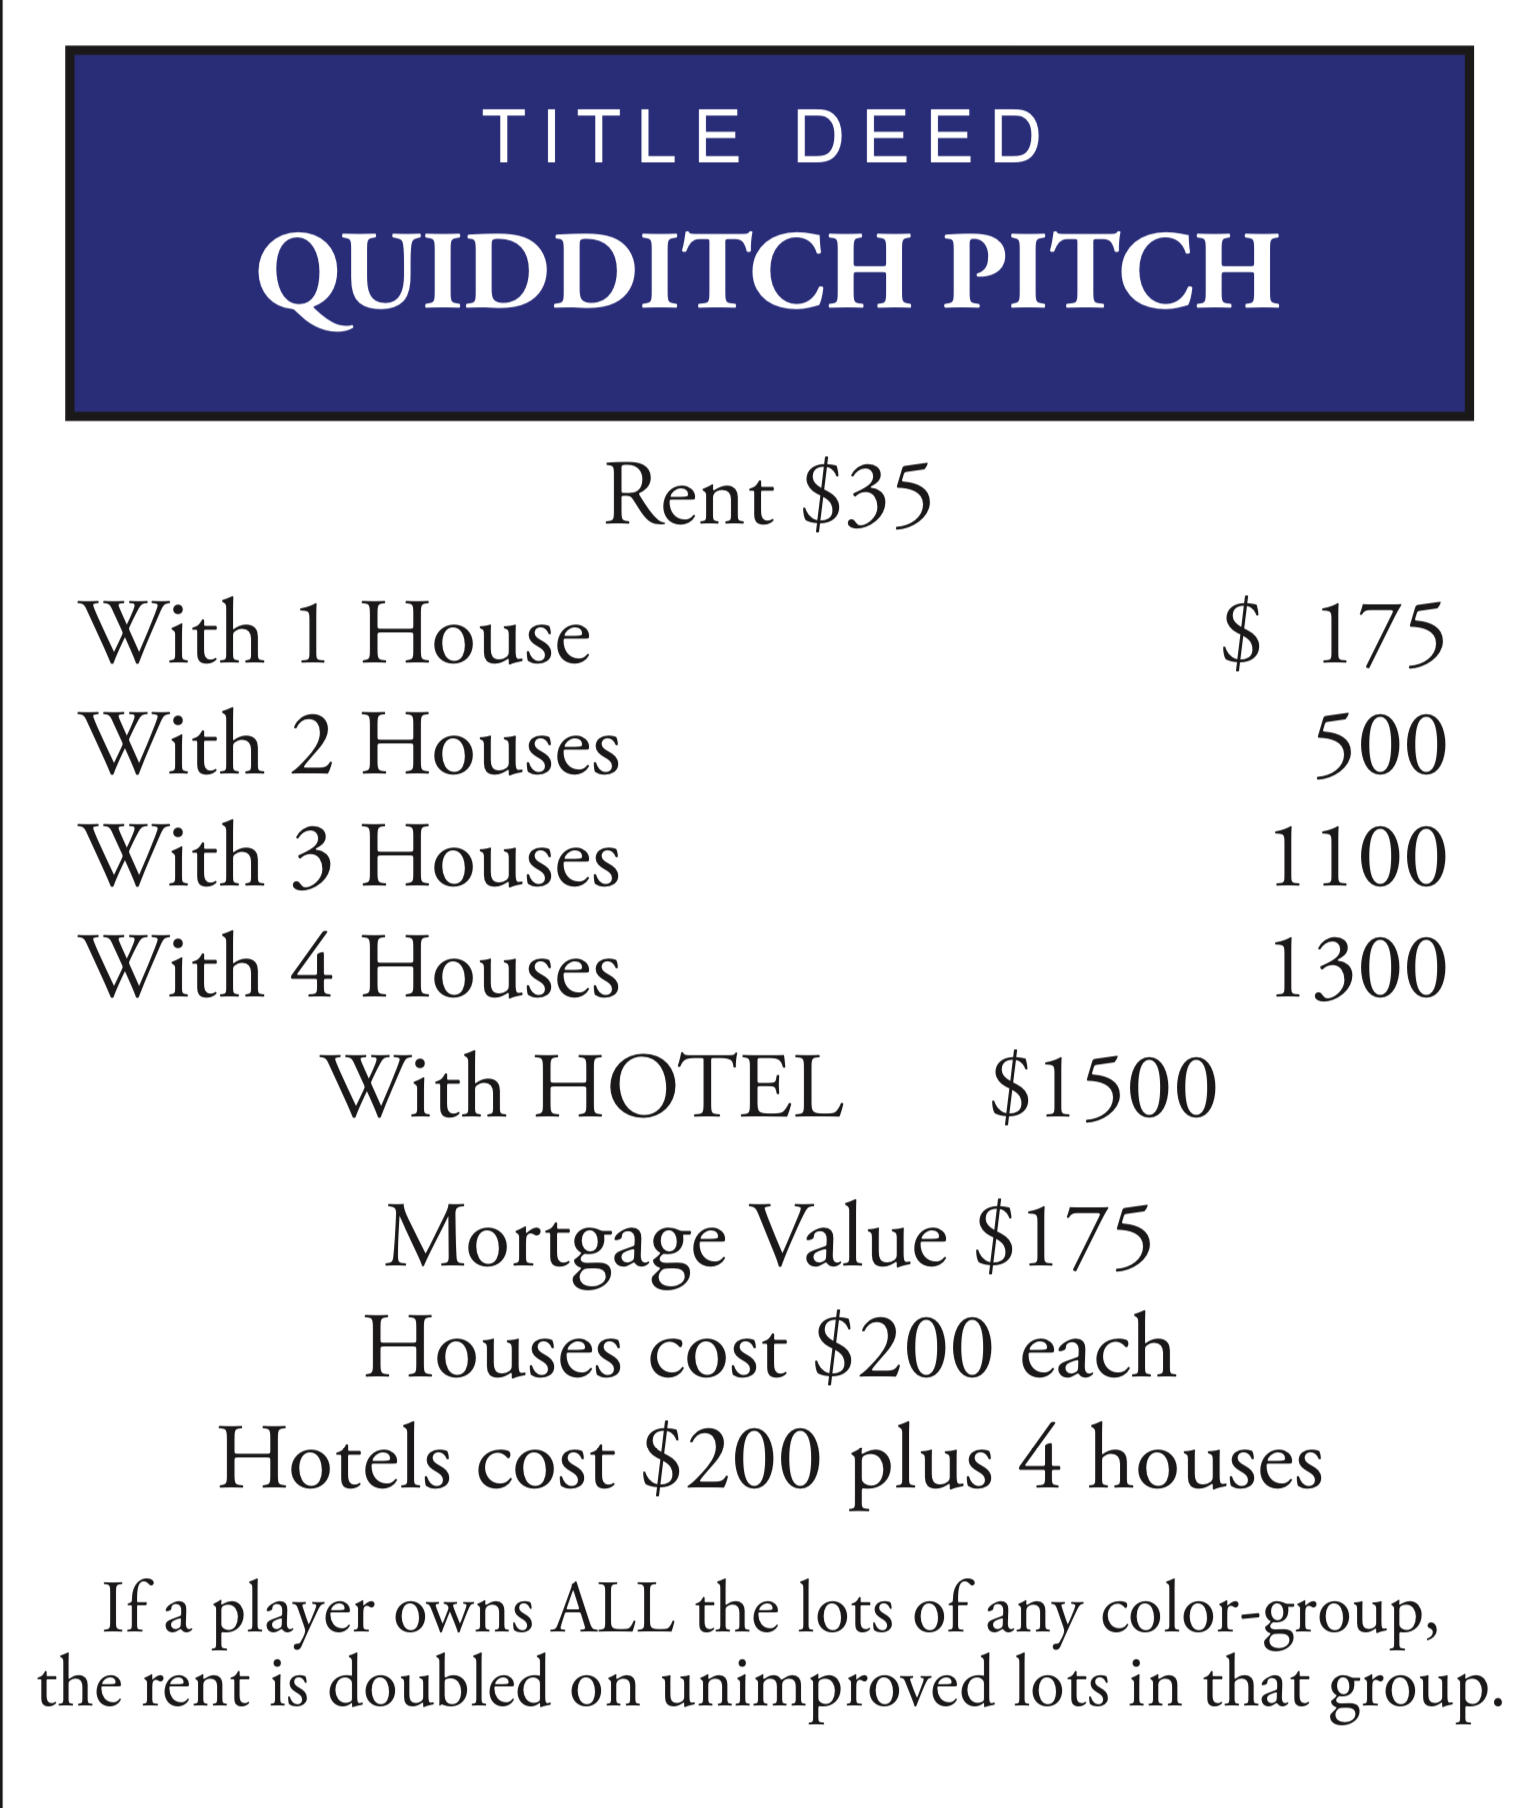 TITLE DEED
QUIDDITCH PITCH
Rent $35
With 1 House $ 175
With 2 Houses 500
With 3 Houses 1100
With 4 Houses 1300
With HOTEL $1500
Mortgage Value $175
Houses cost $200 each
Hotels cost $200 plus 4 houses
If a player owns ALL the lots of any color-group,
the rent is doubled on unimproved lots in that group.